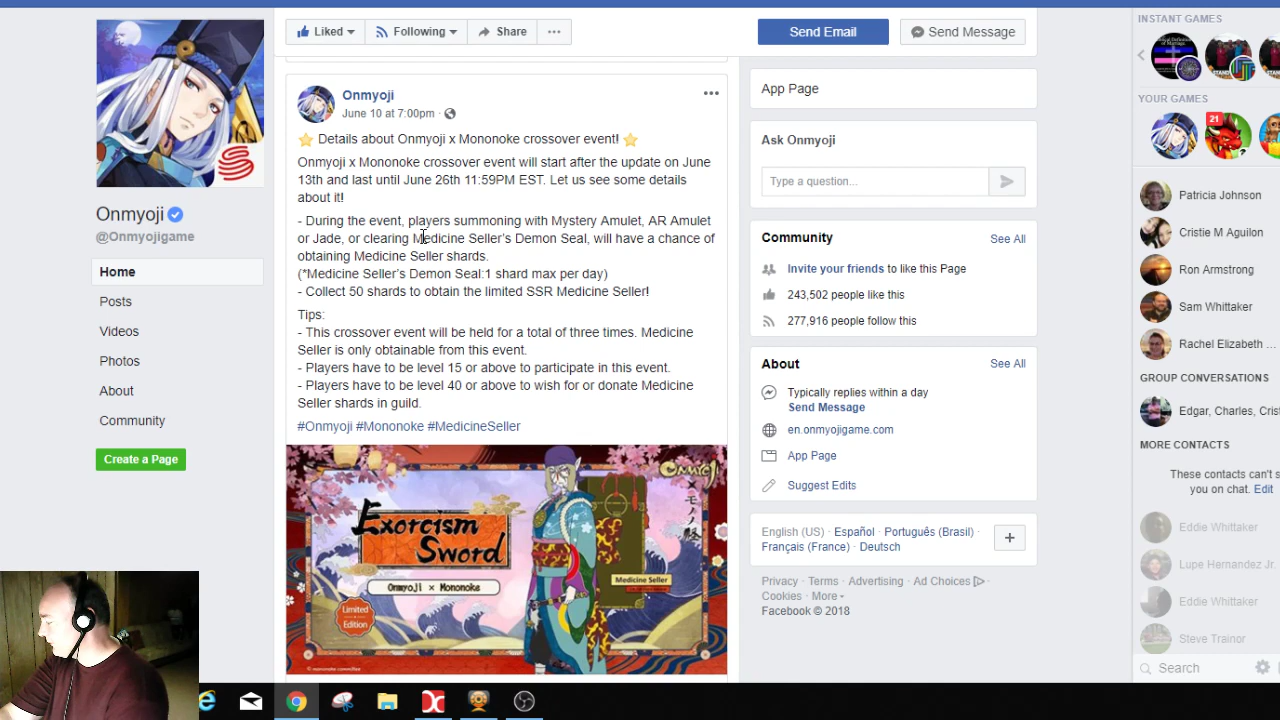 Liked
Following
Share
Send Email
Send Message
Onmyoji
@Onmyojigame
Home
Posts
Videos
Photos
About
Community
Create a Page
Onmyoji
June 10 at 7:00pm ·
Details about Onmyoji x Mononoke crossover event!
Onmyoji x Mononoke crossover event will start after the update on June
13th and last until June 26th 11:59PM EST. Let us see some details
about it!
- During the event, players summoning with Mystery Amulet, AR Amulet
or Jade, or clearing Medicine Seller's Demon Seal, will have a chance of
obtaining Medicine Seller shards.
(*Medicine Seller's Demon Seal:1 shard max per day)
- Collect 50 shards to obtain the limited SSR Medicine Seller!
Tips:
- This crossover event will be held for a total of three times. Medicine
Seller is only obtainable from this event.
- Players have to be level 15 or above to participate in this event.
- Players have to be level 40 or above to wish for or donate Medicine
Seller shards in guild.
#Onmyoji #Mononoke #MedicineSeller
ONMYOJI
x
モノノ怪
Exorcism
Sword
Onmyoji x Mononoke
Limited
Edition
Medicine Seller
© mononoke committee
App Page
Ask Onmyoji
Type a question...
Community
See All
Invite your friends to like this Page
243,502 people like this
277,916 people follow this
About
See All
Typically replies within a day
Send Message
en.onmyojigame.com
App Page
Suggest Edits
English (US) · Español · Português (Brasil) ·
Français (France) · Deutsch
Privacy · Terms · Advertising · Ad Choices ·
Cookies · More
Facebook © 2018
INSTANT GAMES
YOUR GAMES
21
Patricia Johnson
Cristie M Aguilon
Ron Armstrong
Sam Whittaker
Rachel Elizabeth ...
GROUP CONVERSATIONS
Edgar, Charles, Cris
MORE CONTACTS
These contacts can't s
you on chat. Edit
Eddie Whittaker
Lupe Hernandez Jr.
Eddie Whittaker
Steve Trainor
Search